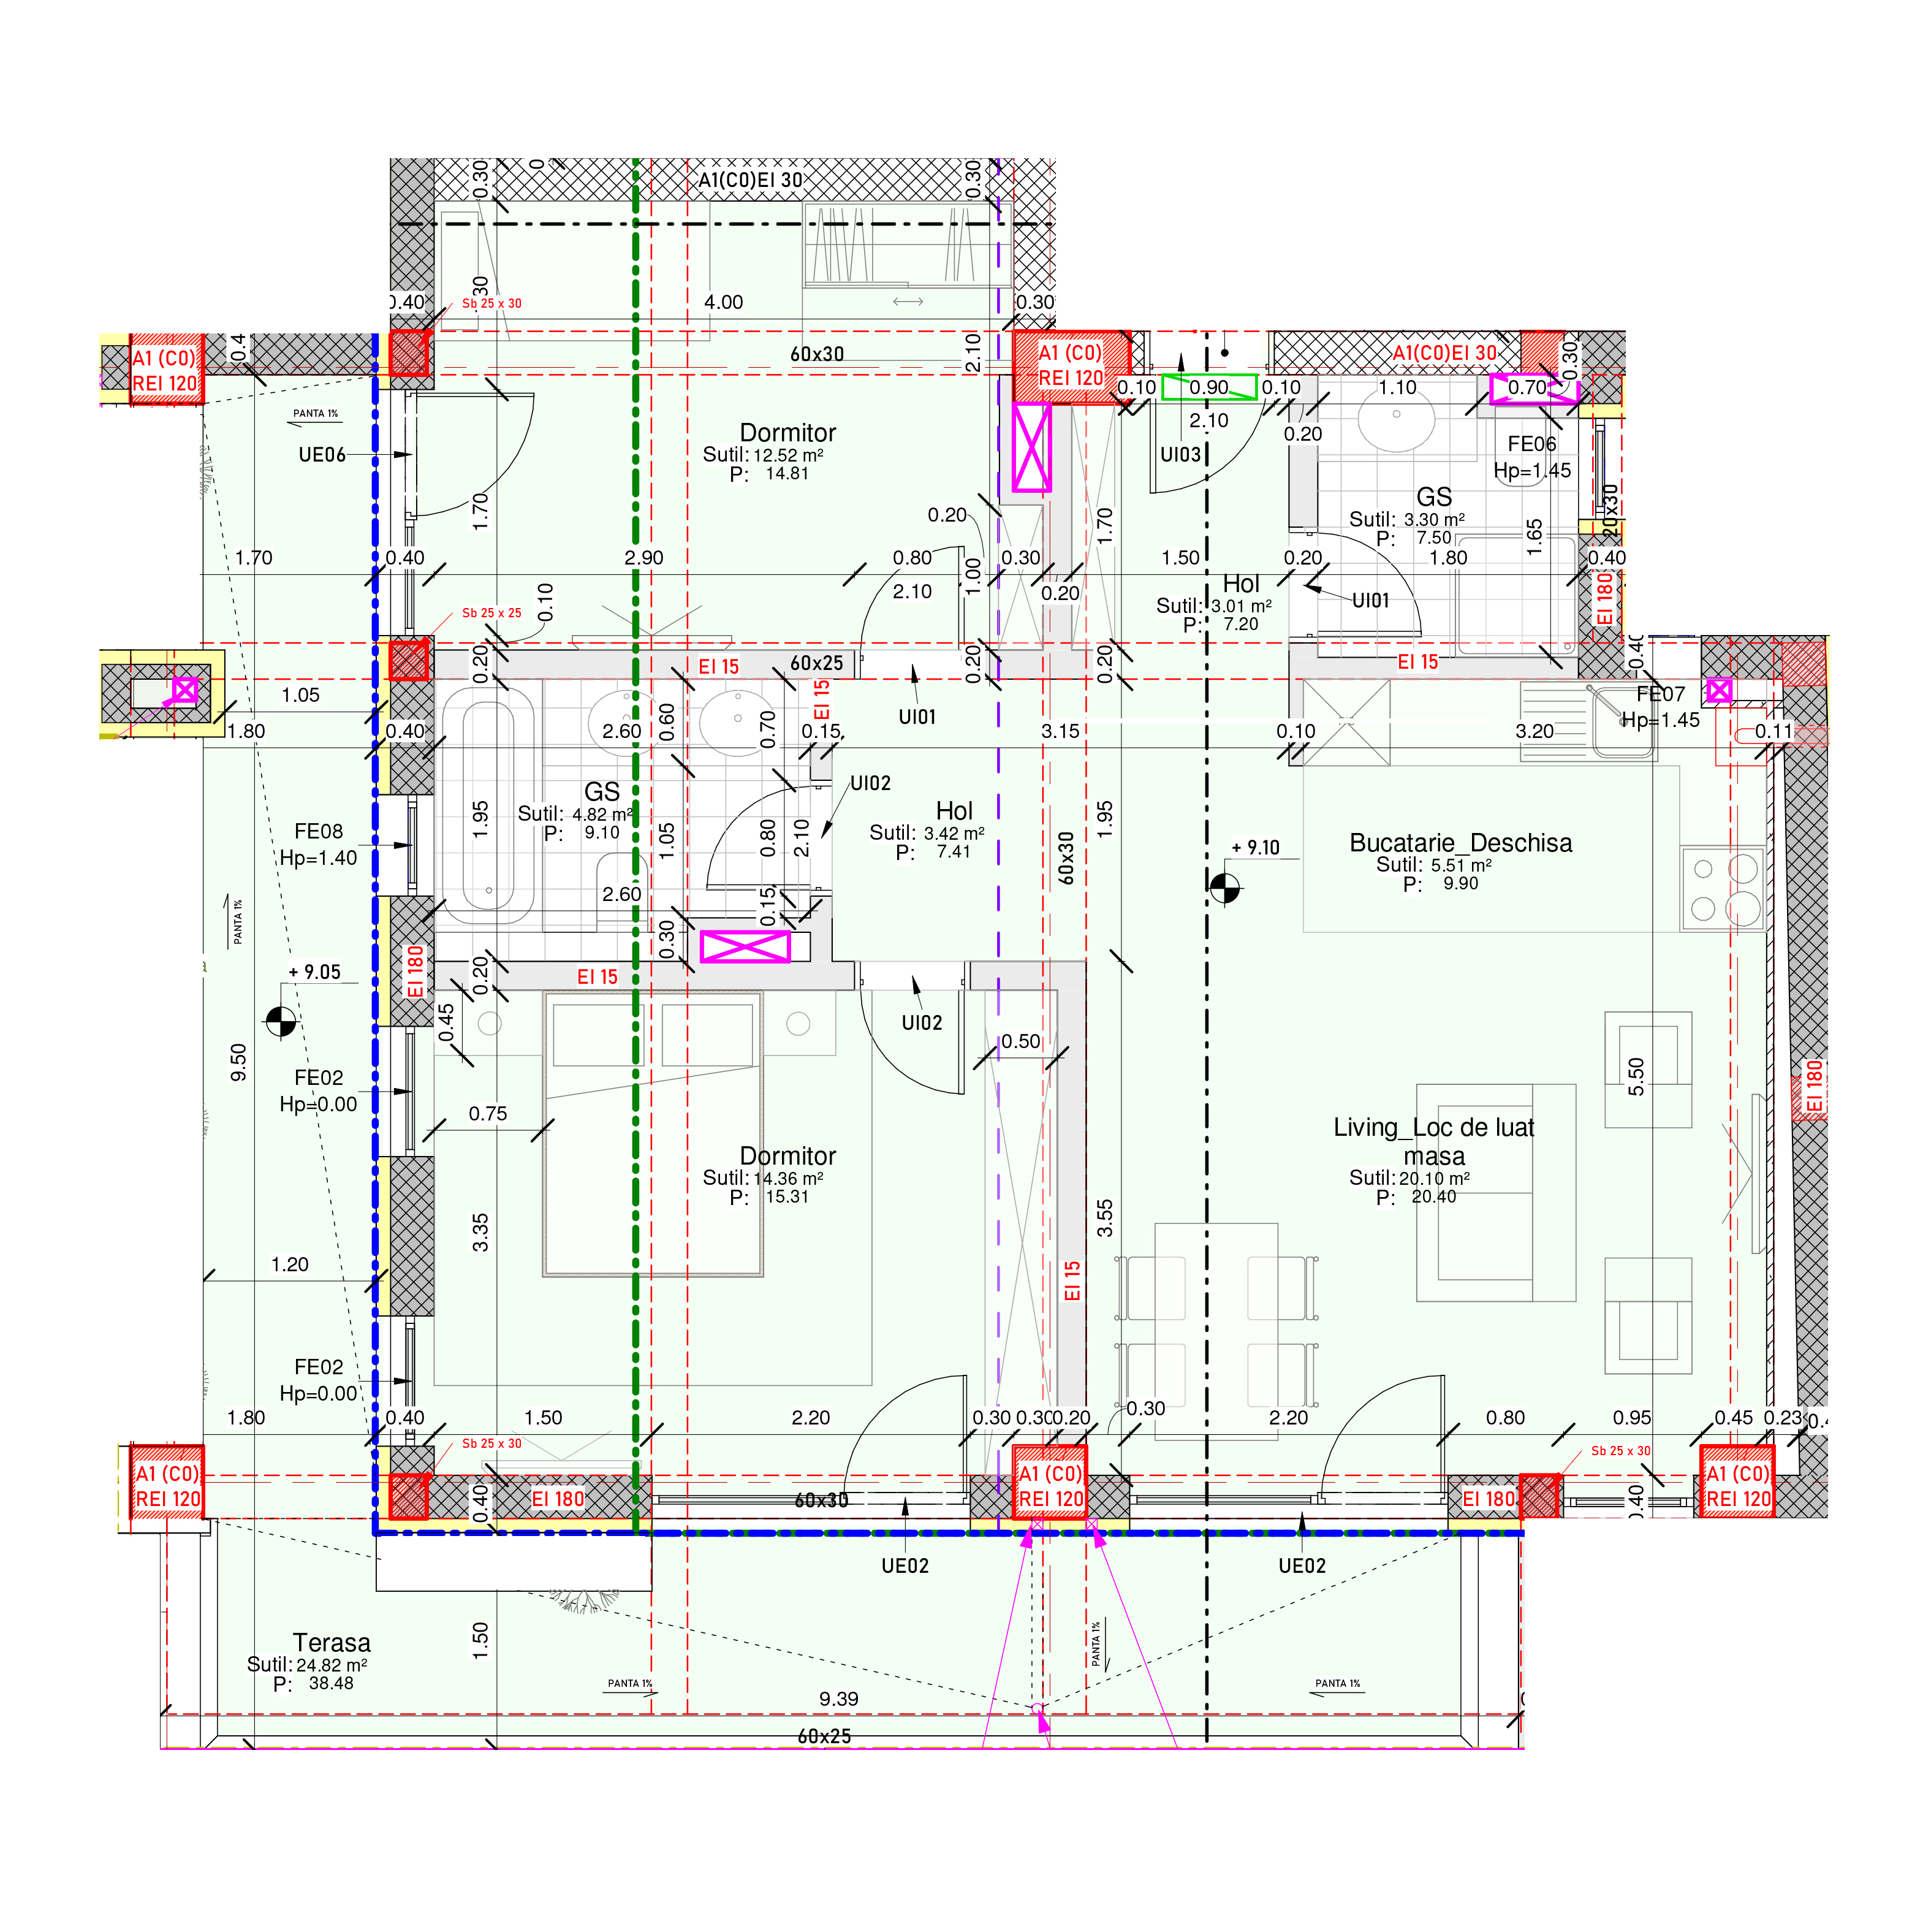 A1(C0)EI 30
0.30
0.30
0.40
Sb 25 x 30
4.00
0.30
60x30
2.10
A1 (C0)
REI 120
A1 (C0)
REI 120
A1(C0)EI 30
0.30
PANTA 1%
0.10
0.90
0.10
1.10
0.70
2.10
0.20
UE06
Dormitor
Sutil: 12.52 m²
P: 14.81
UI03
FE06
Hp=1.45
20x30
GS
Sutil: 3.30 m²
P: 7.50
1.70
0.20
1.70
1.65
1.70
0.40
2.90
0.80
2.10
1.00
0.30
0.20
1.50
0.20
1.80
0.40
Hol
Sutil: 3.01 m²
P: 7.20
UI01
EI 180
Sb 25 x 25
0.10
0.20
EI 15
60x25
0.20
0.20
EI 15
0.40
1.05
EI 15
UI01
FE07
Hp=1.45
1.80
0.40
2.60
0.60
0.70
0.15
3.15
0.10
3.20
0.11
UI02
GS
Sutil: 4.82 m²
P: 9.10
1.95
1.05
0.80
2.10
Hol
Sutil: 3.42 m²
P: 7.41
60x30
1.95
+ 9.10
Bucatarie_Deschisa
Sutil: 5.51 m²
P: 9.90
FE08
Hp=1.40
2.60
0.15
0.30
PANTA 1%
EI 180
0.20
EI 15
+ 9.05
0.45
UI02
0.50
9.50
FE02
Hp=0.00
0.75
5.50
EI 180
Dormitor
Sutil: 14.36 m²
P: 15.31
Living_Loc de luat
masa
Sutil: 20.10 m²
P: 20.40
3.35
3.55
1.20
EI 15
FE02
Hp=0.00
1.80
0.40
1.50
2.20
0.30
0.30
0.20
0.30
2.20
0.80
0.95
0.45
0.23
Sb 25 x 30
Sb 25 x 30
A1 (C0)
REI 120
0.40
EI 180
60x30
A1 (C0)
REI 120
EI 180
0.40
A1 (C0)
REI 120
UE02
UE02
Terasa
Sutil: 24.82 m²
P: 38.48
1.50
PANTA 1%
PANTA 1%
PANTA 1%
9.39
60x25